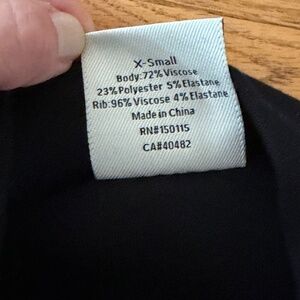 X-Small
Body:72% Viscose
23%Polyester 5%Elastane
Rib:96% Viscose 4%Elastane
Made in China
RN#150115
CA#40482